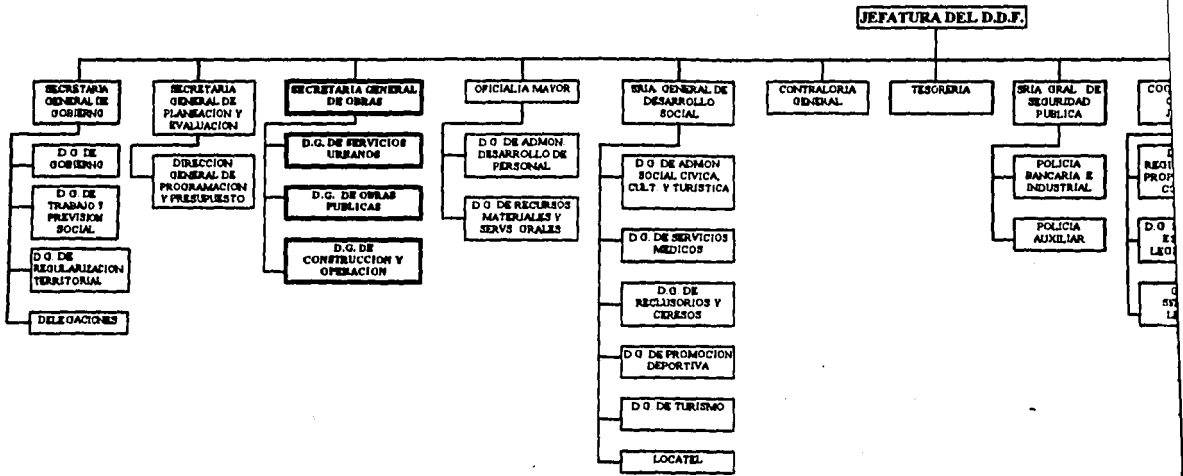 JEFATURA DEL D.D.F.
SECRETARIA
GENERAL DE
GOBIERNO
D.G. DE
GOBIERNO
D.G. DE
TRABAJO Y
PREVISION
SOCIAL
D.G. DE
REGULARIZACION
TERRITORIAL
DELEGACIONES
SECRETARIA
GENERAL DE
PLANEACION Y
EVALUACION
DIRECCION
GENERAL DE
PROGRAMACION
Y PRESUPUESTO
SECRETARIA GENERAL
DE OBRAS
D.G. DE SERVICIOS
URBANOS
D.G. DE OBRAS
PUBLICAS
D.G. DE
CONSTRUCCION Y
OPERACION
OFICIALIA MAYOR
D.G. DE ADMON.
DESARROLLO DE
PERSONAL
D.G. DE RECURSOS
MATERIALES Y
SERVS GRALES
SRIA GENERAL DE
DESARROLLO
SOCIAL
D.G. DE ADMON
SOCIAL CIVICA,
CULT. Y TURISTICA
D.G. DE SERVICIOS
MEDICOS
D.G. DE
RECLUSORIOS Y
CERESOS
D.G. DE PROMOCION
DEPORTIVA
D.G. DE TURISMO
LOCATEL
CONTRALORIA
GENERAL
TESORERIA
SRIA GRAL DE
SEGURIDAD
PUBLICA
POLICIA
BANCARIA E
INDUSTRIAL
POLICIA
AUXILIAR